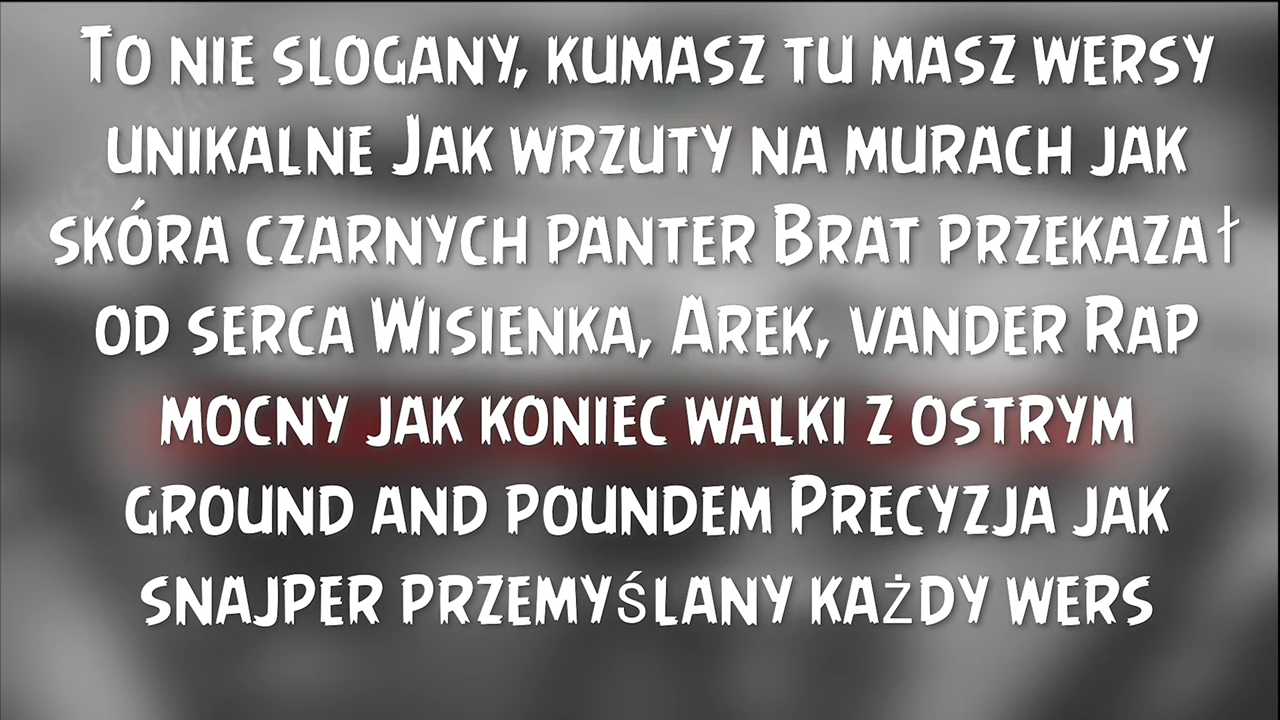 To nie slogany, kumasz tu masz wersy
unikalne Jak wrzuty na murach jak
skóra czarnych panter Brat przekazał
od serca Wisienka, Arek, vander Rap
mocny jak koniec walki z ostrym
ground and poundem Precyzja jak
snajper przemyślany każdy wers